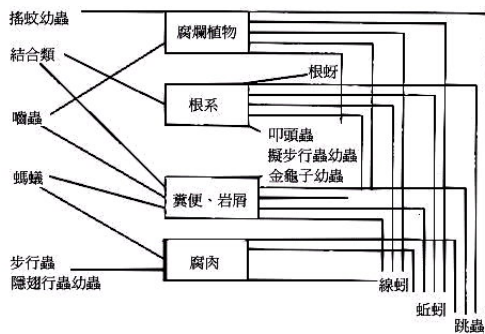 搖蚊幼蟲
腐爛植物
結合類
根蚜
根系
嚙蟲
叩頭蟲
擬步行蟲幼蟲
金龜子幼蟲
螞蟻
糞便、岩屑
腐肉
步行蟲
隱翅行蟲幼蟲
線蚓
蚯蚓
跳蟲